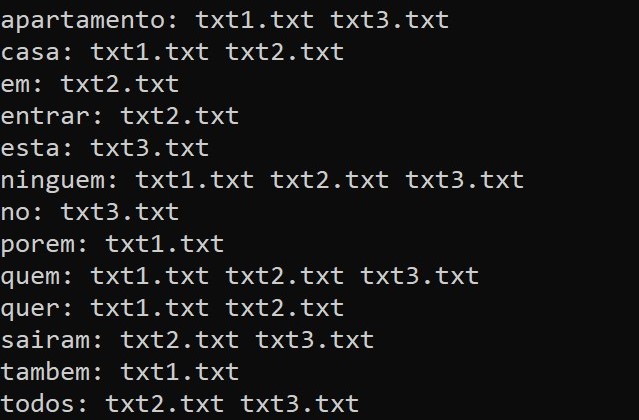 apartamento: txt1.txt txt3.txt
casa: txt1.txt txt2.txt
em: txt2.txt
entrar: txt2.txt
esta: txt3.txt
ninguem: txt1.txt txt2.txt txt3.txt
no: txt3.txt
porem: txt1.txt
quem: txt1.txt txt2.txt txt3.txt
quer: txt1.txt txt2.txt
sairam: txt2.txt txt3.txt
tambem: txt1.txt
todos: txt2.txt txt3.txt